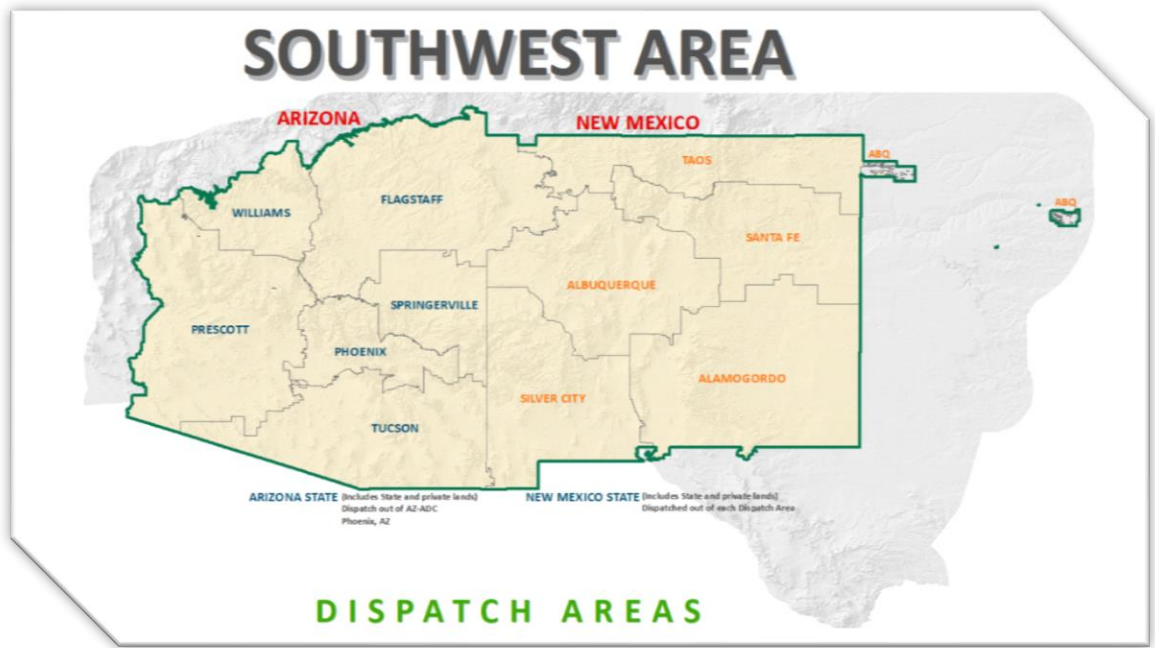 SOUTHWEST AREA
ARIZONA
NEW MEXICO
TAOS
ABQ
FLAGSTAFF
ABQ
WILLIAMS
SANTA FE
ALBUQUERQUE
SPRINGERVILLE
PRESCOTT
PHOENIX
ALAMOGORDO
SILVER CITY
TUCSON
ARIZONA STATE (Includes State and private lands)
Dispatch out of AZ-ADC
Phoenix, AZ
NEW MEXICO STATE (Includes State and private lands)
Dispatched out of each Dispatch Area
DISPATCH AREAS